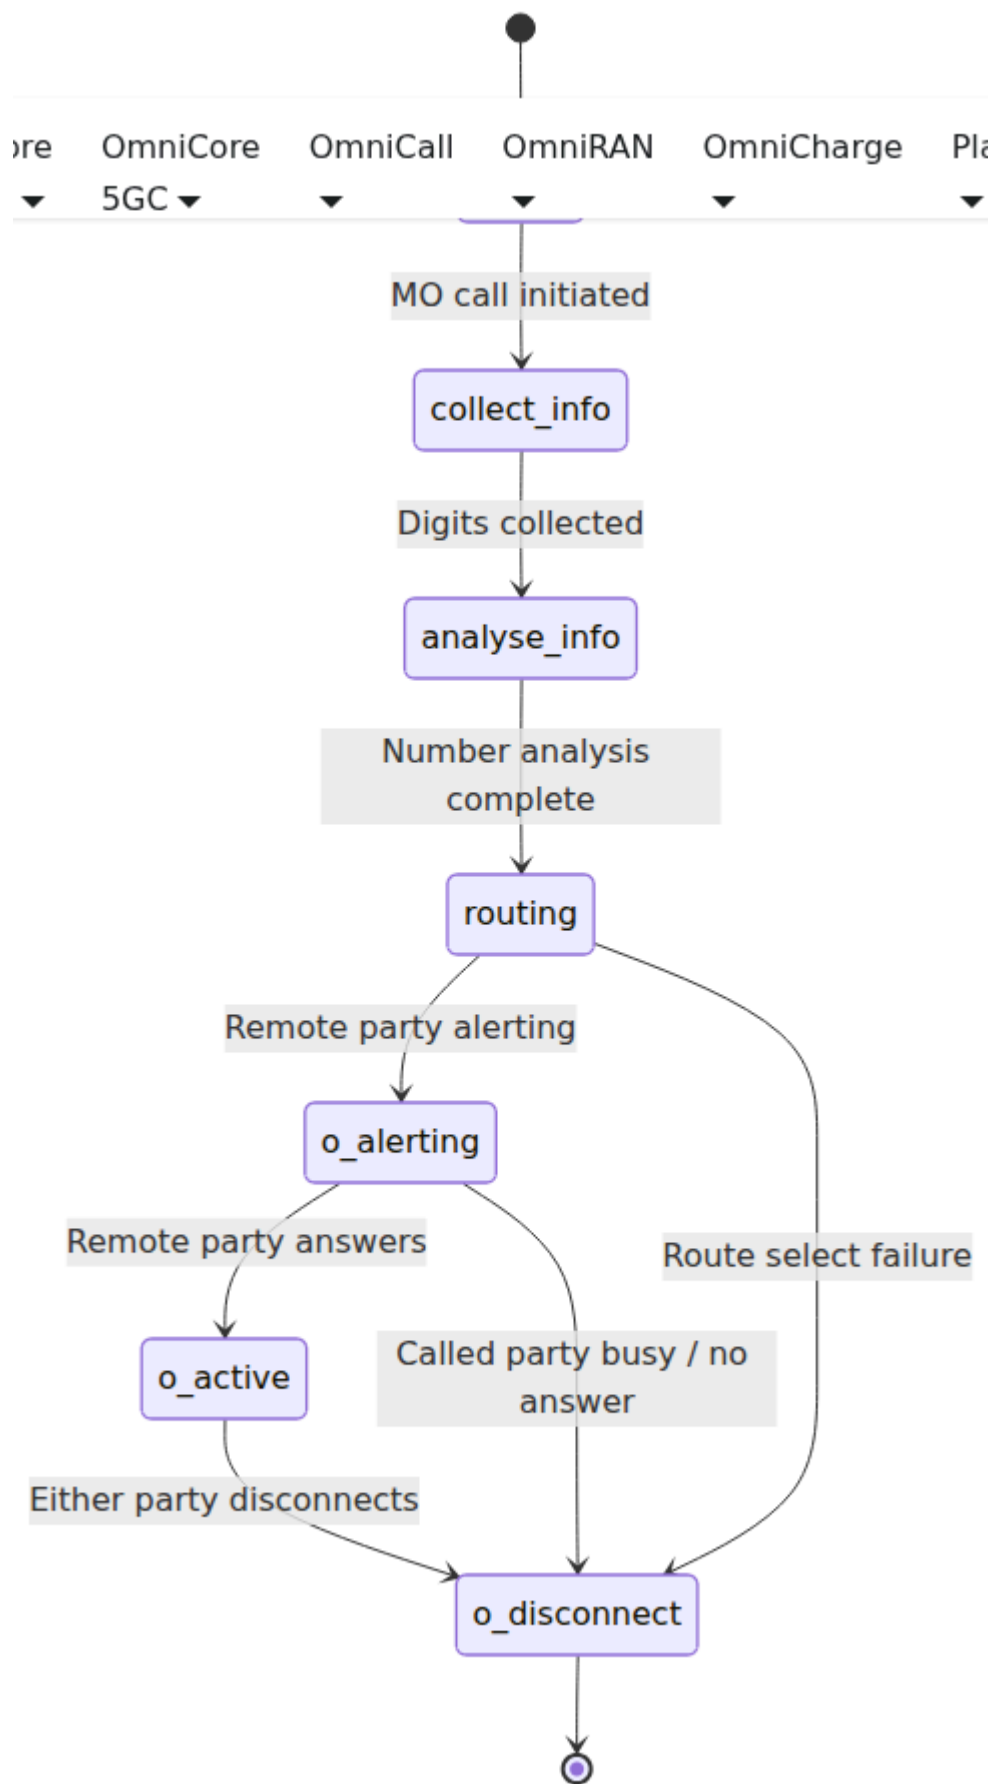 OmniCore OmniCall OmniRAN OmniCharge
5GC
MO call initiated
collect_info
Digits collected
analyse_info
Number analysis
complete
routing
Remote party alerting
o_alerting
Remote party answers
Route select failure
Called party busy / no
answer
o_active
Either party disconnects
o_disconnect